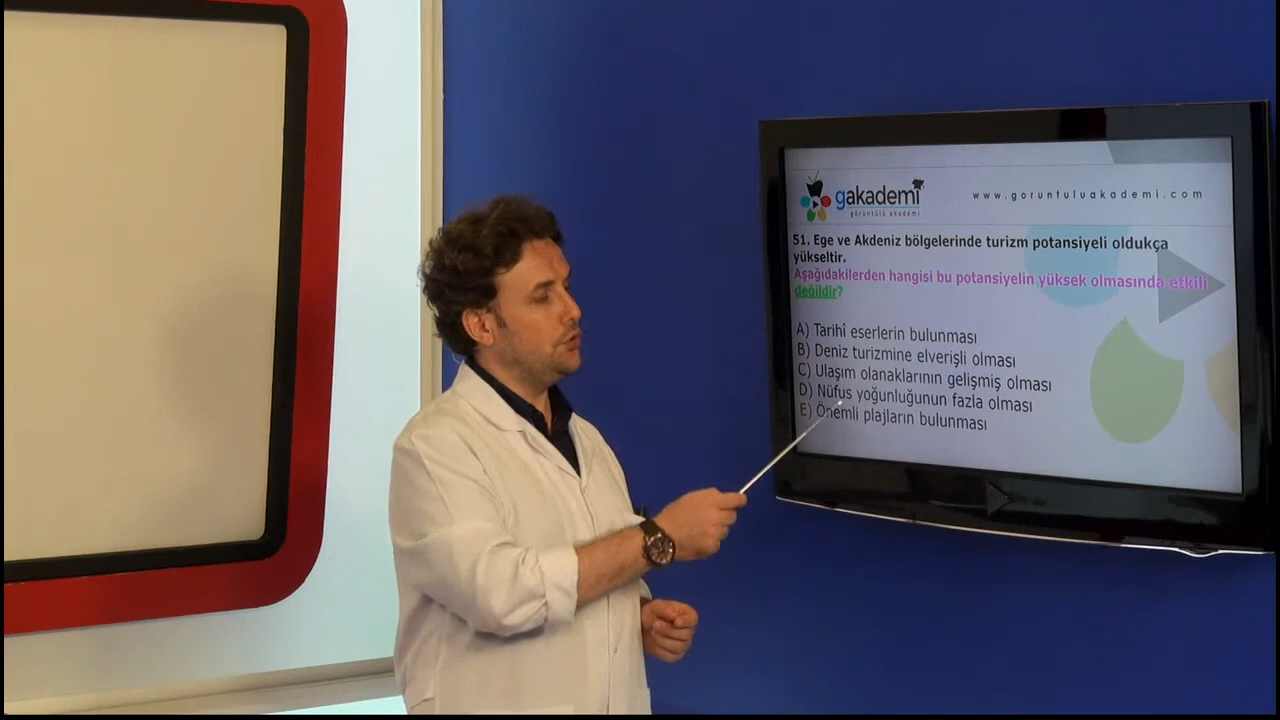 gakademi
görüntülü akademi
www.goruntuluakademi.com
51. Ege ve Akdeniz bölgelerinde turizm potansiyeli oldukça
yükseltir.
Aşağıdakilerden hangisi bu potansiyelin yüksek olmasında etkili
değildir?
A) Tarihî eserlerin bulunması
B) Deniz turizmine elverişli olması
C) Ulaşım olanaklarının gelişmiş olması
D) Nüfus yoğunluğunun fazla olması
E) Önemli plajların bulunması